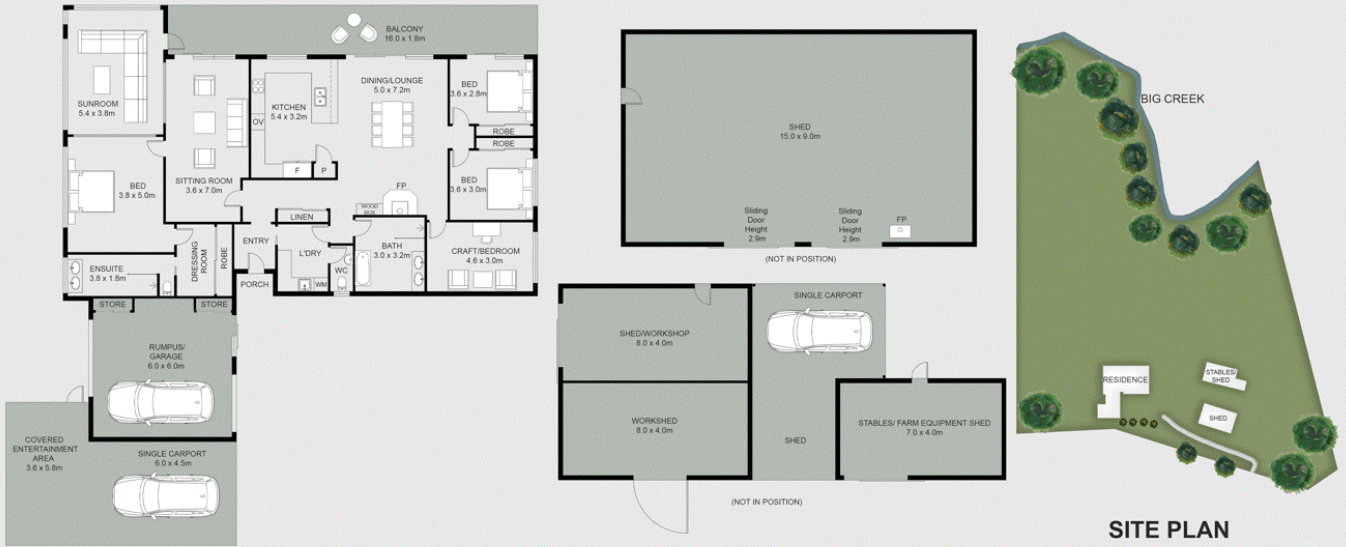 BALCONY
16.0 x 1.8m
SUNROOM
5.4 x 3.8m
SITTING ROOM
3.6 x 7.0m
KITCHEN
5.4 x 3.2m
OV
F
P
DINING/LOUNGE
5.0 x 7.2m
BED
3.6 x 2.8m
ROBE
ROBE
BED
3.6 x 3.0m
BED
3.8 x 5.0m
FP
WOOD
BOX
LINEN
ENTRY
L'DRY
WM
WC
BATH
3.0 x 3.2m
CRAFT/BEDROOM
4.6 x 3.0m
DRESSING
ROOM
ROBE
ENSUITE
3.8 x 1.8m
PORCH
STORE
STORE
RUMPUS/
GARAGE
6.0 x 6.0m
COVERED
ENTERTAINMENT
AREA
3.6 x 5.8m
SINGLE CARPORT
6.0 x 4.5m
SHED
15.0 x 9.0m
Sliding
Door
Height
2.9m
Sliding
Door
Height
2.9m
FP
(NOT IN POSITION)
SINGLE CARPORT
SHED/WORKSHOP
8.0 x 4.0m
WORKSHED
8.0 x 4.0m
SHED
STABLES/ FARM EQUIPMENT SHED
7.0 x 4.0m
(NOT IN POSITION)
BIG CREEK
RESIDENCE
STABLES/
SHED
SHED
SITE PLAN